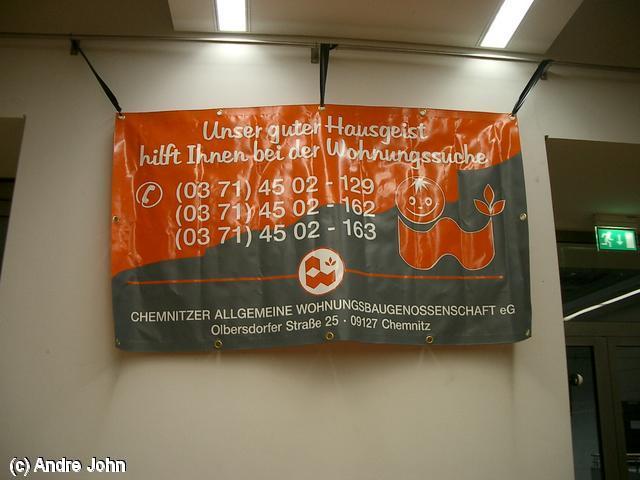 Unser guter Hausgeist
hilft Ihnen bei der Wohnungssuche
(03 71) 45 02 - 129
(03 71) 45 02 - 162
(03 71) 45 02 - 163
CHEMNITZER ALLGEMEINE WOHNUNGSBAUGENOSSENSCHAFT eG
Olbersdorfer Straße 25 · 09127 Chemnitz
(c) Andre John